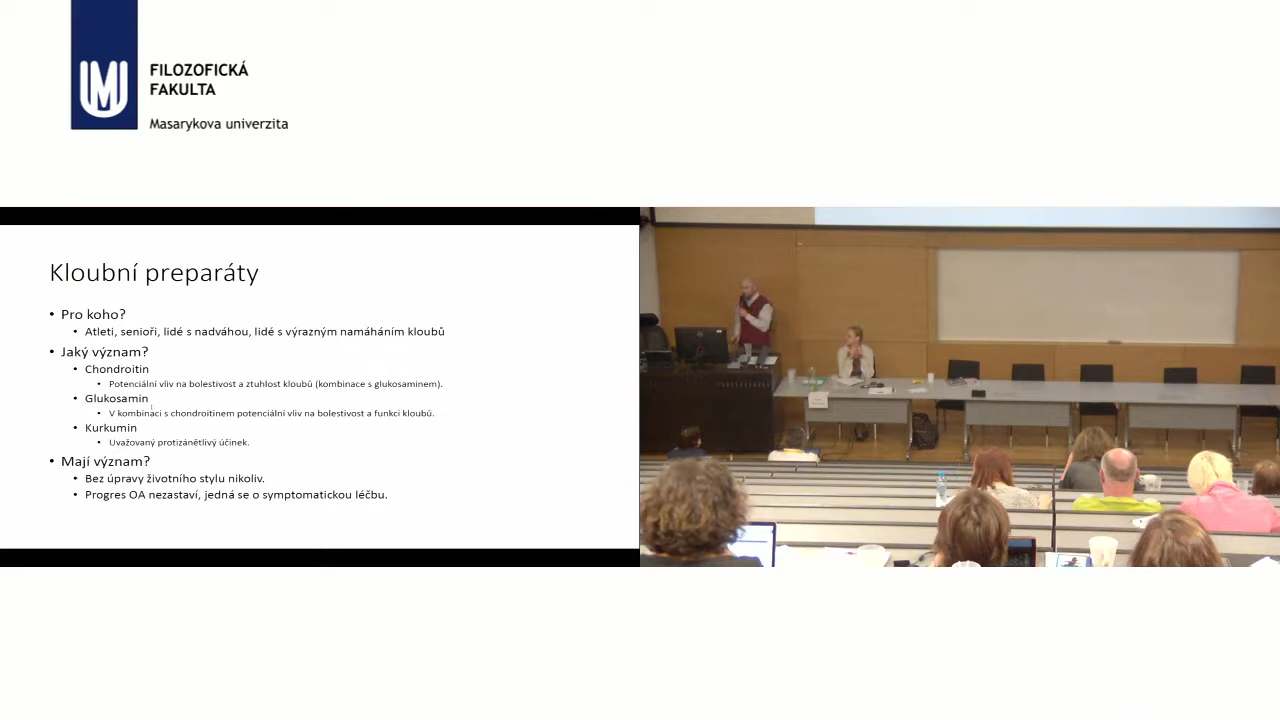 FILOZOFICKÁ
FAKULTA
Masarykova univerzita
Kloubní preparáty
• Pro koho?
• Atleti, senioři, lidé s nadváhou, lidé s výrazným namáháním kloubů
• Jaký význam?
• Chondroitin
• Potenciální vliv na bolestivost a ztuhlost kloubů (kombinace s glukosaminem).
• Glukosamin
• V kombinaci s chondroitinem potenciální vliv na bolestivost a funkci kloubů.
• Kurkumin
• Uvažovaný protizánětlivý účinek.
• Mají význam?
• Bez úpravy životního stylu nikoliv.
• Progres OA nezastaví, jedná se o symptomatickou léčbu.